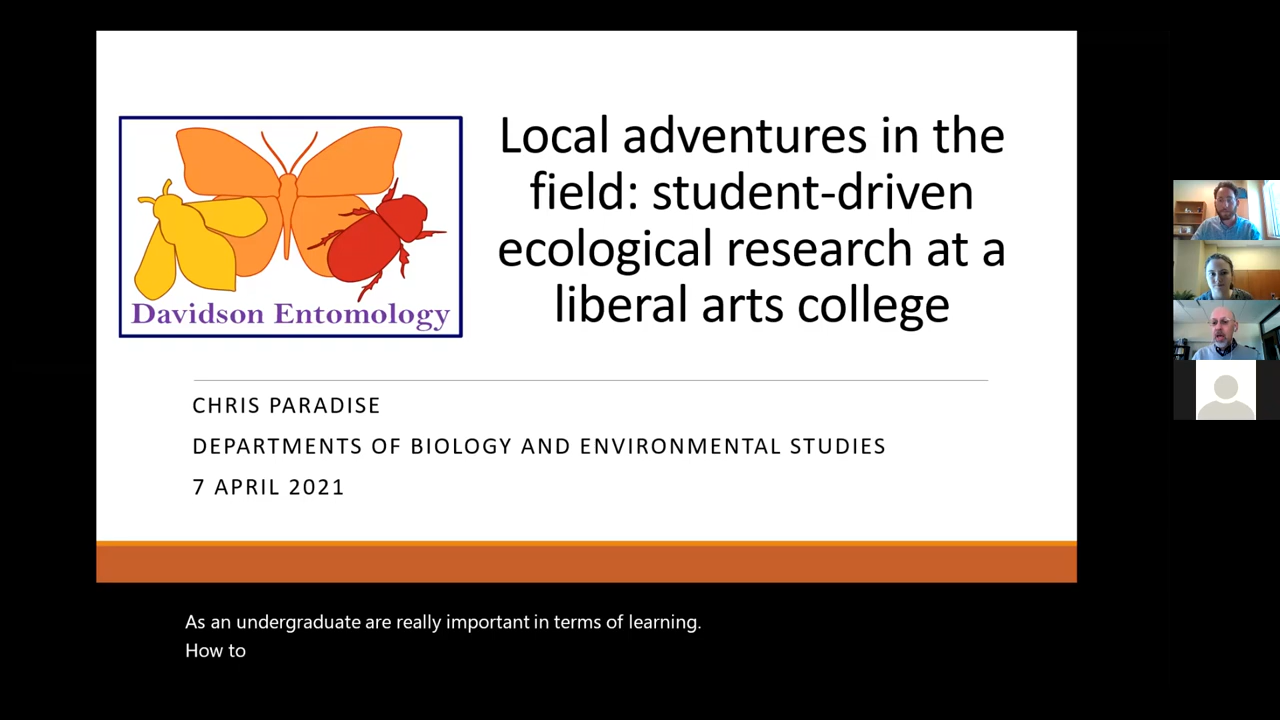 Local adventures in the
field: student-driven
ecological research at a
liberal arts college
Davidson Entomology
CHRIS PARADISE
DEPARTMENTS OF BIOLOGY AND ENVIRONMENTAL STUDIES
7 APRIL 2021
As an undergraduate are really important in terms of learning.
How to